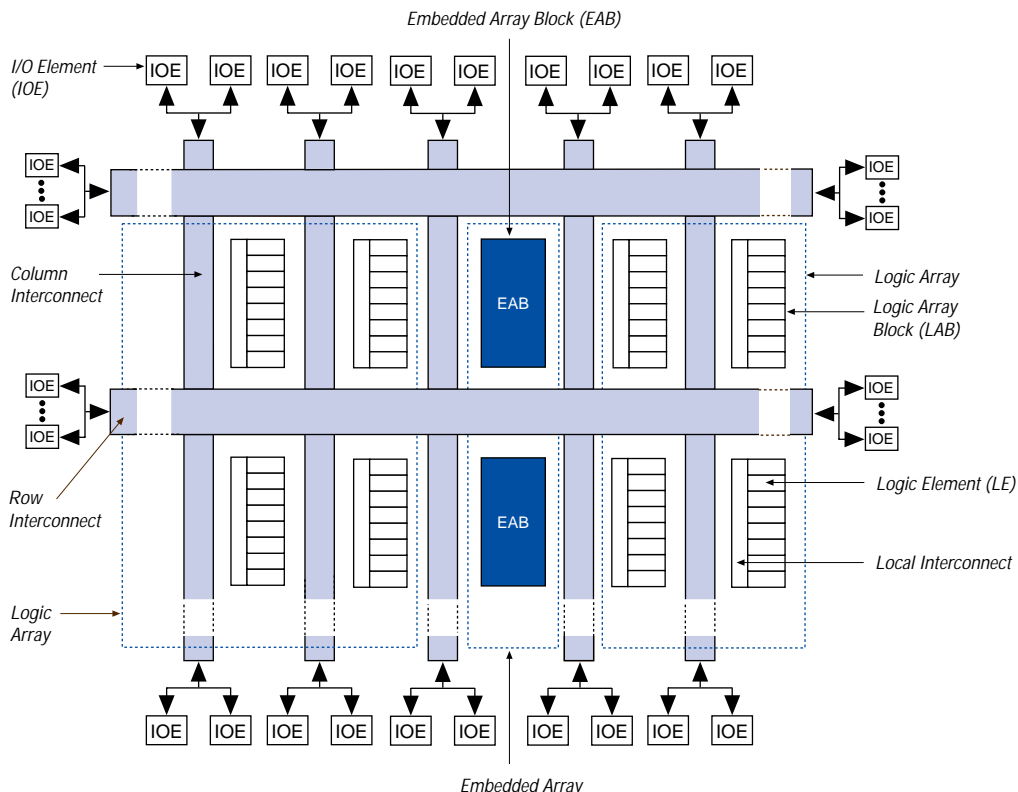 Embedded Array Block (EAB)
I/O Element
(IOE)
IOE IOE IOE IOE IOE IOE IOE IOE IOE IOE
IOE IOE
IOE IOE
Column
Interconnect
EAB
Logic Array
Logic Array
Block (LAB)
IOE IOE
IOE IOE
Row
Interconnect
EAB
Logic Element (LE)
Local Interconnect
Logic
Array
IOE IOE IOE IOE IOE IOE IOE IOE IOE IOE
Embedded Array